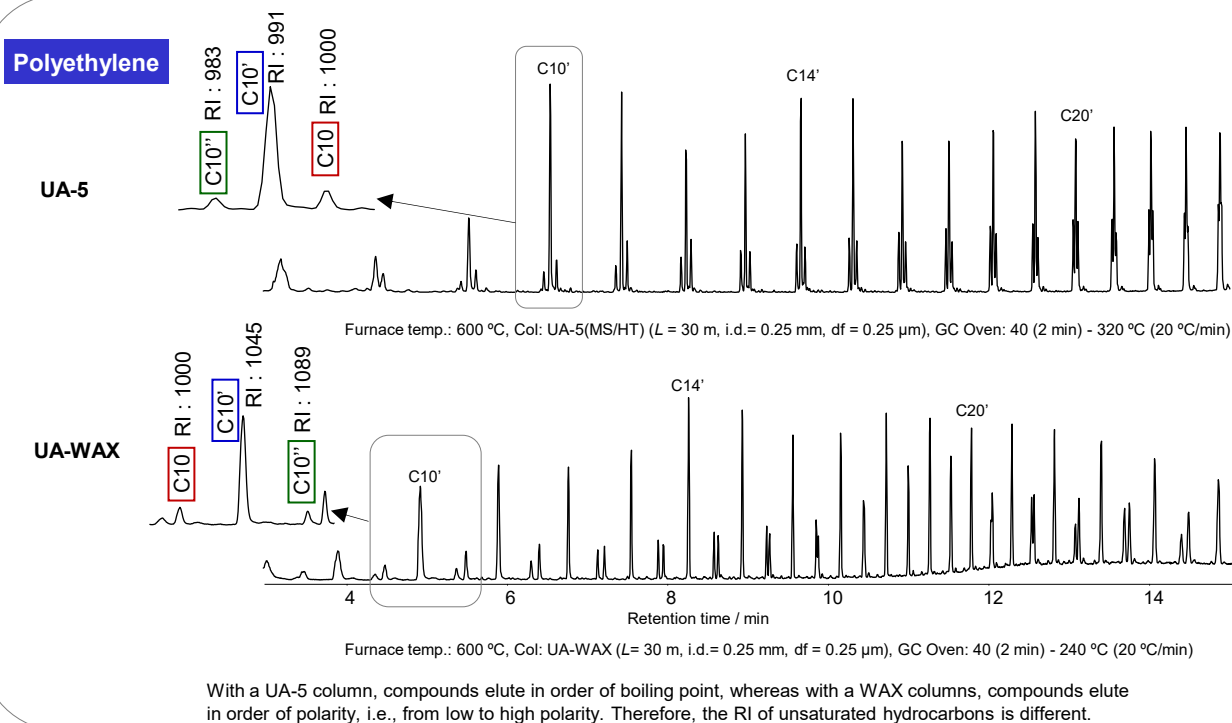 Polyethylene
UA-5
C10’’ RI : 983
C10’ RI : 991
C10 RI : 1000
C10’
C14’
C20’
Furnace temp.: 600 ºC, Col: UA-5(MS/HT) (L = 30 m, i.d.= 0.25 mm, df = 0.25 µm), GC Oven: 40 (2 min) - 320 ºC (20 ºC/min)
UA-WAX
C10 RI : 1000
C10’ RI : 1045
C10’’ RI : 1089
C10’
C14’
C20’
4 6 8 10 12 14
Retention time / min
Furnace temp.: 600 ºC, Col: UA-WAX (L= 30 m, i.d.= 0.25 mm, df = 0.25 µm), GC Oven: 40 (2 min) - 240 ºC (20 ºC/min)
With a UA-5 column, compounds elute in order of boiling point, whereas with a WAX columns, compounds elute
in order of polarity, i.e., from low to high polarity. Therefore, the RI of unsaturated hydrocarbons is different.